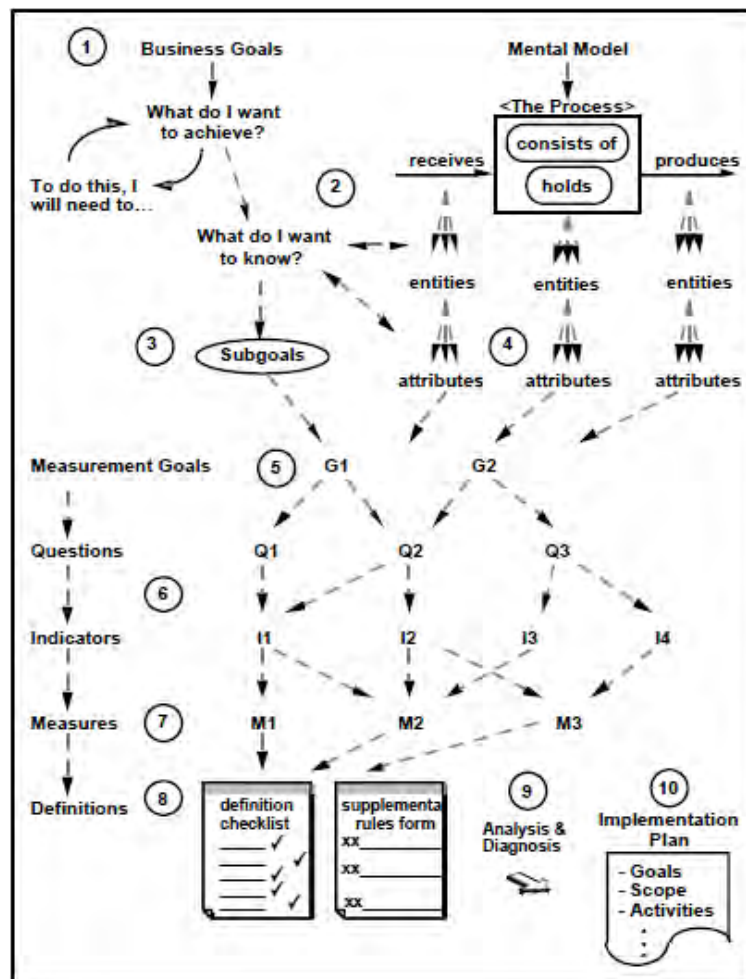 1
Business Goals
Mental Model
What do I want
to achieve?
<The Process>
consists of
receives
produces
holds
To do this, I
will need to...
2
What do I want
to know?
entities
entities
entities
3
Subgoals
4
attributes
attributes
attributes
Measurement Goals
5
G1
G2
Questions
Q1
Q2
Q3
6
Indicators
I1
I2
I3
I4
Measures
7
M1
M2
M3
Definitions
8
definition
checklist
supplementa
rules form
xx
xx
xx
9
Analysis &
Diagnosis
10
Implementation
Plan
- Goals
- Scope
- Activities